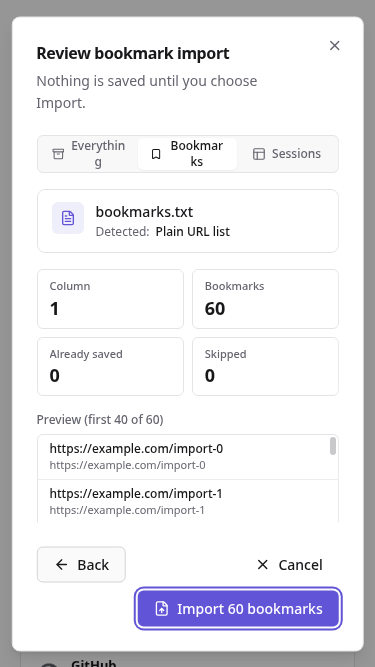 Review bookmark import
Nothing is saved until you choose
Import.
Everythin
g
Bookmar
ks
Sessions
bookmarks.txt
Detected: Plain URL list
Column
1
Bookmarks
60
Already saved
0
Skipped
0
Preview (first 40 of 60)
https://example.com/import-0
https://example.com/import-0
https://example.com/import-1
https://example.com/import-1
Back
Cancel
Import 60 bookmarks
GitHub